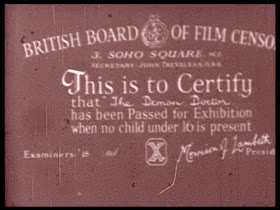 BRITISH BOARD OF FILM CENSO
3. SOHO SQUARE. W.1
SECRETARY- JOHN TREVELYAN, O.B.E.
This is to Certify
that "The Demon Doctor
has been Passed for Exhibition
when no child under 16 is present
Examiners:
X
Presid